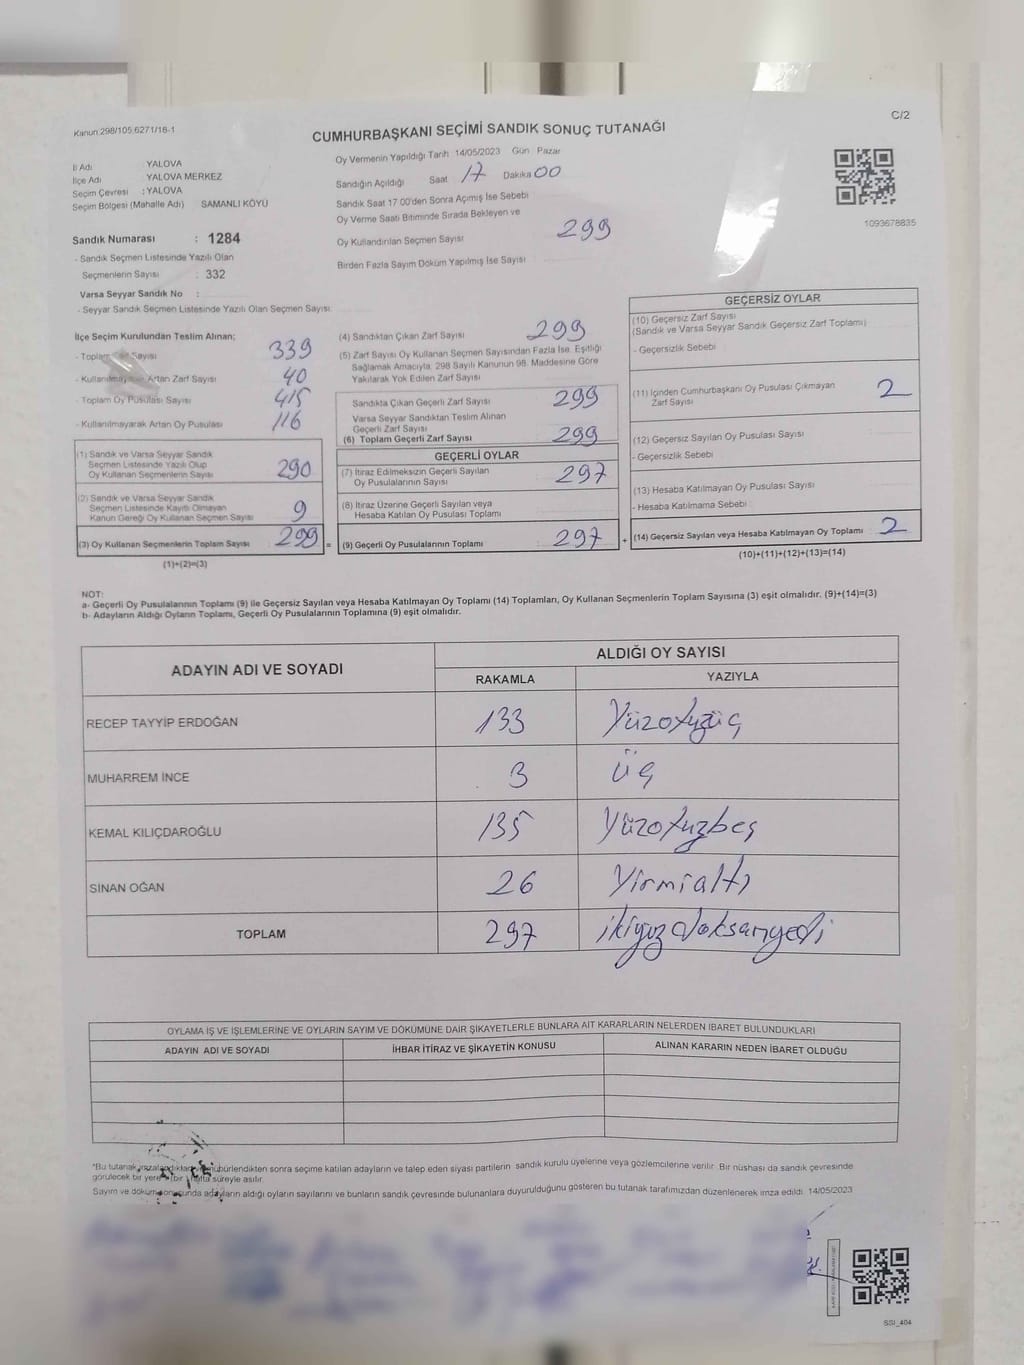 Kanun:298/105,6271/16-1
C/2
CUMHURBAŞKANI SEÇİMİ SANDIK SONUÇ TUTANAĞI
İl Adı : YALOVA
İlçe Adı : YALOVA MERKEZ
Seçim Çevresi : YALOVA
Seçim Bölgesi (Mahalle Adı) SAMANLI KÖYÜ
Sandık Numarası : 1284
- Sandık Seçmen Listesinde Yazılı Olan
Seçmenlerin Sayısı : 332
Varsa Seyyar Sandık No :
- Seyyar Sandık Seçmen Listesinde Yazılı Olan Seçmen Sayısı:
Oy Vermenin Yapıldığı Tarih 14/05/2023 Gün Pazar
Sandığın Açıldığı Saat 17 Dakika 00
Sandık Saat 17.00'den Sonra Açımış İse Sebebi
Oy Verme Saati Bitiminde Sırada Bekleyen ve
Oy Kullandırılan Seçmen Sayısı 299
Birden Fazla Sayım Döküm Yapılmış İse Sayısı
1093678835
İlçe Seçim Kurulundan Teslim Alınan;
- Toplam Zarf Sayısı 339
- Kullanılmayarak Artan Zarf Sayısı 40
- Toplam Oy Pusulası Sayısı 415
- Kullanılmayarak Artan Oy Pusulası 116
(1) Sandık ve Varsa Seyyar Sandık
Seçmen Listesinde Yazılı Olup
Oy Kullanan Seçmenlerin Sayısı 290
(2) Sandık ve Varsa Seyyar Sandık
Seçmen Listesinde Kayıtlı Olmayan
Kanun Gereği Oy Kullanan Seçmen Sayısı 9
(3) Oy Kullanan Seçmenlerin Toplam Sayısı 299 =
(1)+(2)=(3)
(4) Sandıktan Çıkan Zarf Sayısı 299
(5) Zarf Sayısı Oy Kullanan Seçmen Sayısından Fazla İse, Eşitliği
Sağlamak Amacıyla, 298 Sayılı Kanunun 98. Maddesine Göre
Yakılarak Yok Edilen Zarf Sayısı
Sandıkta Çıkan Geçerli Zarf Sayısı 299
Varsa Seyyar Sandıktan Teslim Alınan
Geçerli Zarf Sayısı
(6) Toplam Geçerli Zarf Sayısı 299
GEÇERLİ OYLAR
(7) İtiraz Edilmeksizin Geçerli Sayılan
Oy Pusulalarının Sayısı 297
(8) İtiraz Üzerine Geçerli Sayılan veya
Hesaba Katılan Oy Pusulası Toplamı
(9) Geçerli Oy Pusulalarının Toplamı 297 +
GEÇERSİZ OYLAR
(10) Geçersiz Zarf Sayısı
(Sandık ve Varsa Seyyar Sandık Geçersiz Zarf Toplamı)
- Geçersizlik Sebebi
(11) İçinden Cumhurbaşkanı Oy Pusulası Çıkmayan
Zarf Sayısı 2
(12) Geçersiz Sayılan Oy Pusulası Sayısı
- Geçersizlik Sebebi
(13) Hesaba Katılmayan Oy Pusulası Sayısı
- Hesaba Katılmama Sebebi
(14) Geçersiz Sayılan veya Hesaba Katılmayan Oy Toplamı 2
(10)+(11)+(12)+(13)=(14)
NOT:
a- Geçerli Oy Pusulalarının Toplamı (9) ile Geçersiz Sayılan veya Hesaba Katılmayan Oy Toplamı (14) Toplamları, Oy Kullanan Seçmenlerin Toplam Sayısına (3) eşit olmalıdır. (9)+(14)=(3)
b- Adayların Aldığı Oyların Toplamı, Geçerli Oy Pusulalarının Toplamına (9) eşit olmalıdır.
ADAYIN ADI VE SOYADI
ALDIĞI OY SAYISI
RAKAMLA YAZIYLA
RECEP TAYYİP ERDOĞAN 133 Yüzotuzüç
MUHARREM İNCE 3 üç
KEMAL KILIÇDAROĞLU 135 Yüzotuzbeş
SİNAN OĞAN 26 Yirmialtı
TOPLAM 297 ikiyüzdoksanyedi
OYLAMA İŞ VE İŞLEMLERİNE VE OYLARIN SAYIM VE DÖKÜMÜNE DAİR ŞİKAYETLERLE BUNLARA AİT KARARLARIN NELERDEN İBARET BULUNDUKLARI
ADAYIN ADI VE SOYADI İHBAR İTİRAZ VE ŞİKAYETİN KONUSU ALINAN KARARIN NEDEN İBARET OLDUĞU
*Bu tutanak sonra seçime katılan adayların ve talep eden siyasi partilerin sandık kurulu üyelerine veya gözlemcilerine verilir. Bir nüshası da sandık çevresinde
görülecek bir yere (bir) hafta süreyle asılır.
Sayım ve döküm sonucunda adayların aldığı oyların sayılarını ve bunların sandık çevresinde bulunanlara duyurulduğunu gösteren bu tutanak tarafımızdan düzenlenerek imza edildi. 14/05/2023
SSI_404